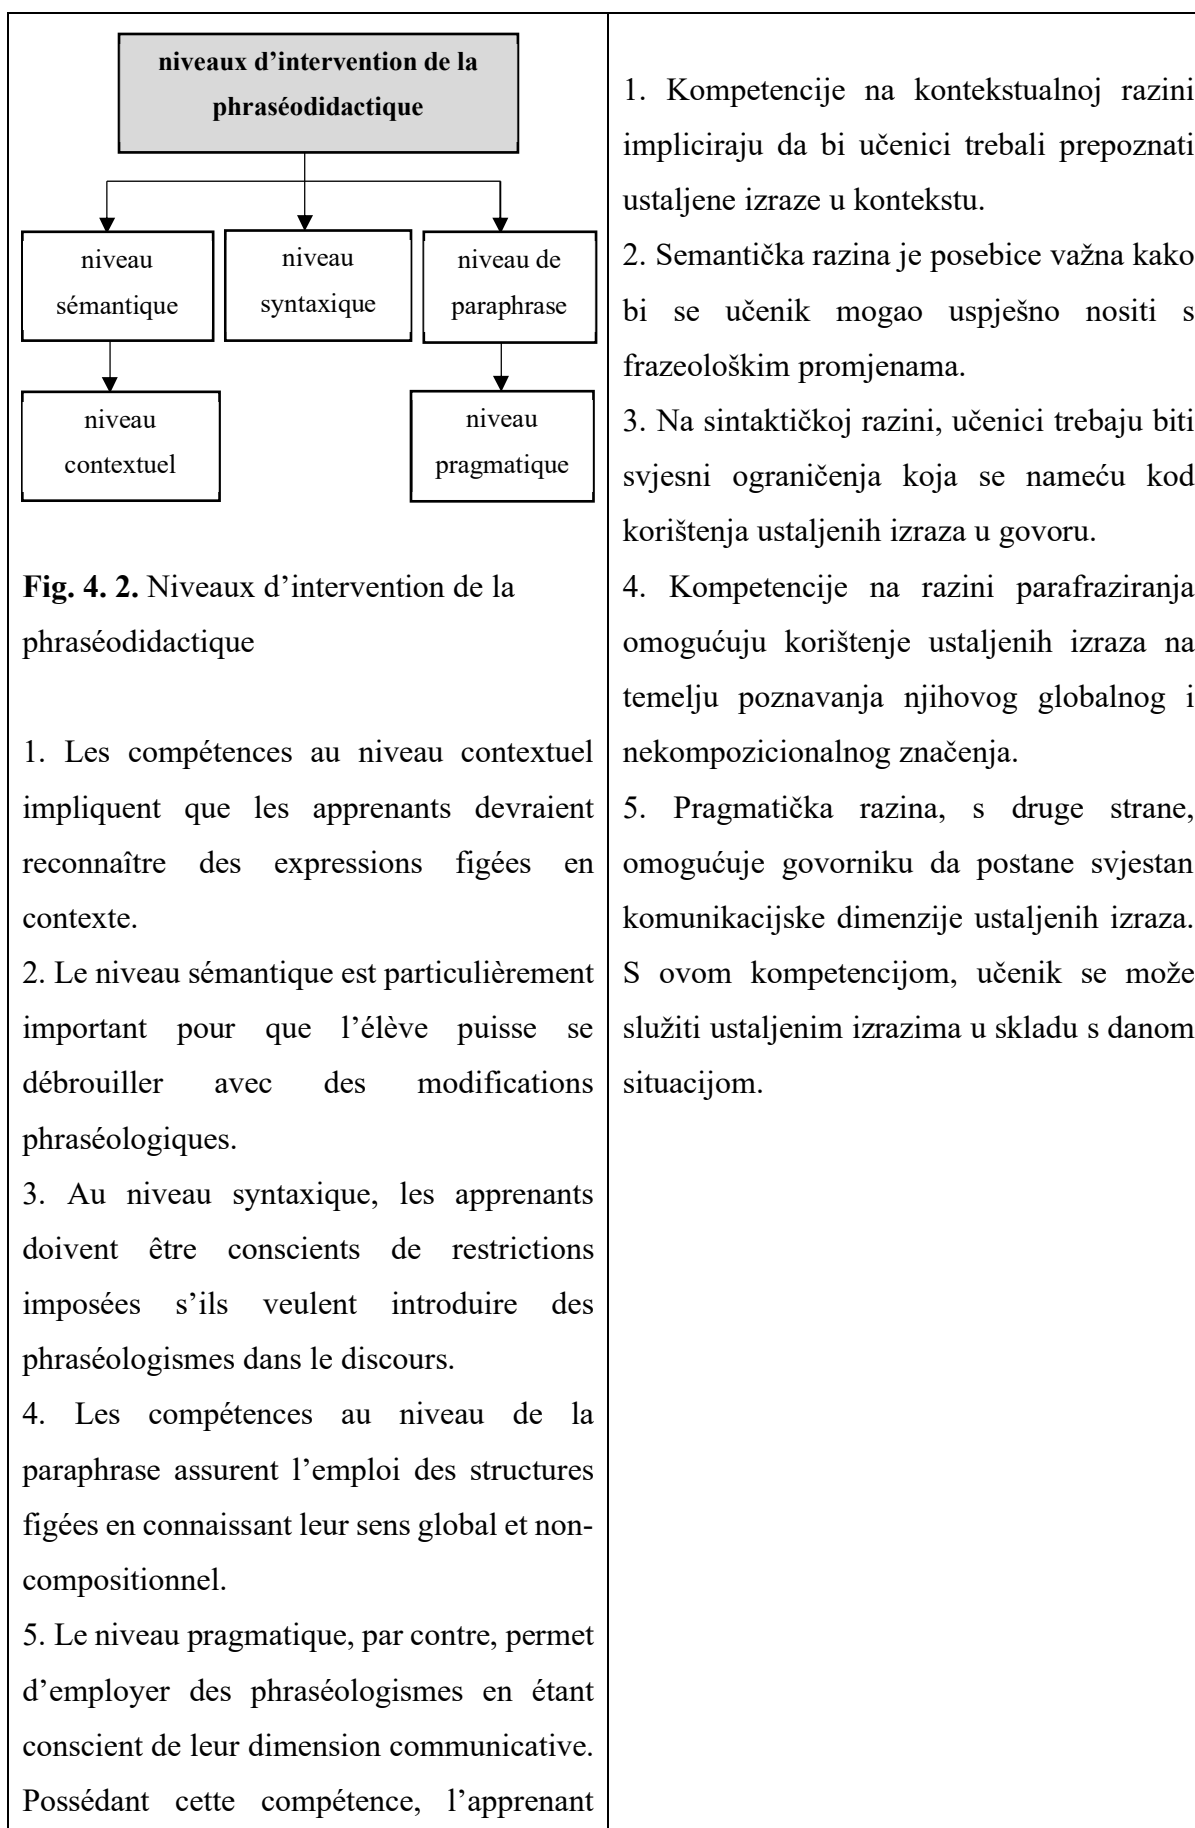 niveaux d’intervention de la
phraséodidactique
niveau
sémantique
niveau
syntaxique
niveau de
paraphrase
niveau
contextuel
niveau
pragmatique
Fig. 4. 2. Niveaux d’intervention de la
phraséodidactique
1. Les compétences au niveau contextuel
impliquent que les apprenants devraient
reconnaître des expressions figées en
contexte.
2. Le niveau sémantique est particulièrement
important pour que l’élève puisse se
débrouiller avec des modifications
phraséologiques.
3. Au niveau syntaxique, les apprenants
doivent être conscients de restrictions
imposées s’ils veulent introduire des
phraséologismes dans le discours.
4. Les compétences au niveau de la
paraphrase assurent l’emploi des structures
figées en connaissant leur sens global et non-
compositionnel.
5. Le niveau pragmatique, par contre, permet
d’employer des phraséologismes en étant
conscient de leur dimension communicative.
Possédant cette compétence, l’apprenant
1. Kompetencije na kontekstualnoj razini
impliciraju da bi učenici trebali prepoznati
ustaljene izraze u kontekstu.
2. Semantička razina je posebice važna kako
bi se učenik mogao uspješno nositi s
frazeološkim promjenama.
3. Na sintaktičkoj razini, učenici trebaju biti
svjesni ograničenja koja se nameću kod
korištenja ustaljenih izraza u govoru.
4. Kompetencije na razini parafraziranja
omogućuju korištenje ustaljenih izraza na
temelju poznavanja njihovog globalnog i
nekompozicionalnog značenja.
5. Pragmatička razina, s druge strane,
omogućuje govorniku da postane svjestan
komunikacijske dimenzije ustaljenih izraza.
S ovom kompetencijom, učenik se može
služiti ustaljenim izrazima u skladu s danom
situacijom.